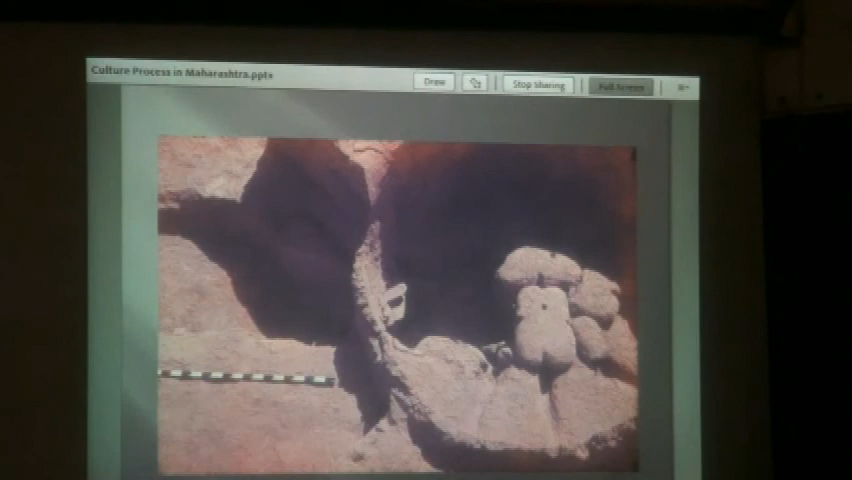 Culture Process in Maharashtra.pptx
Draw
Stop Sharing
Full Screen